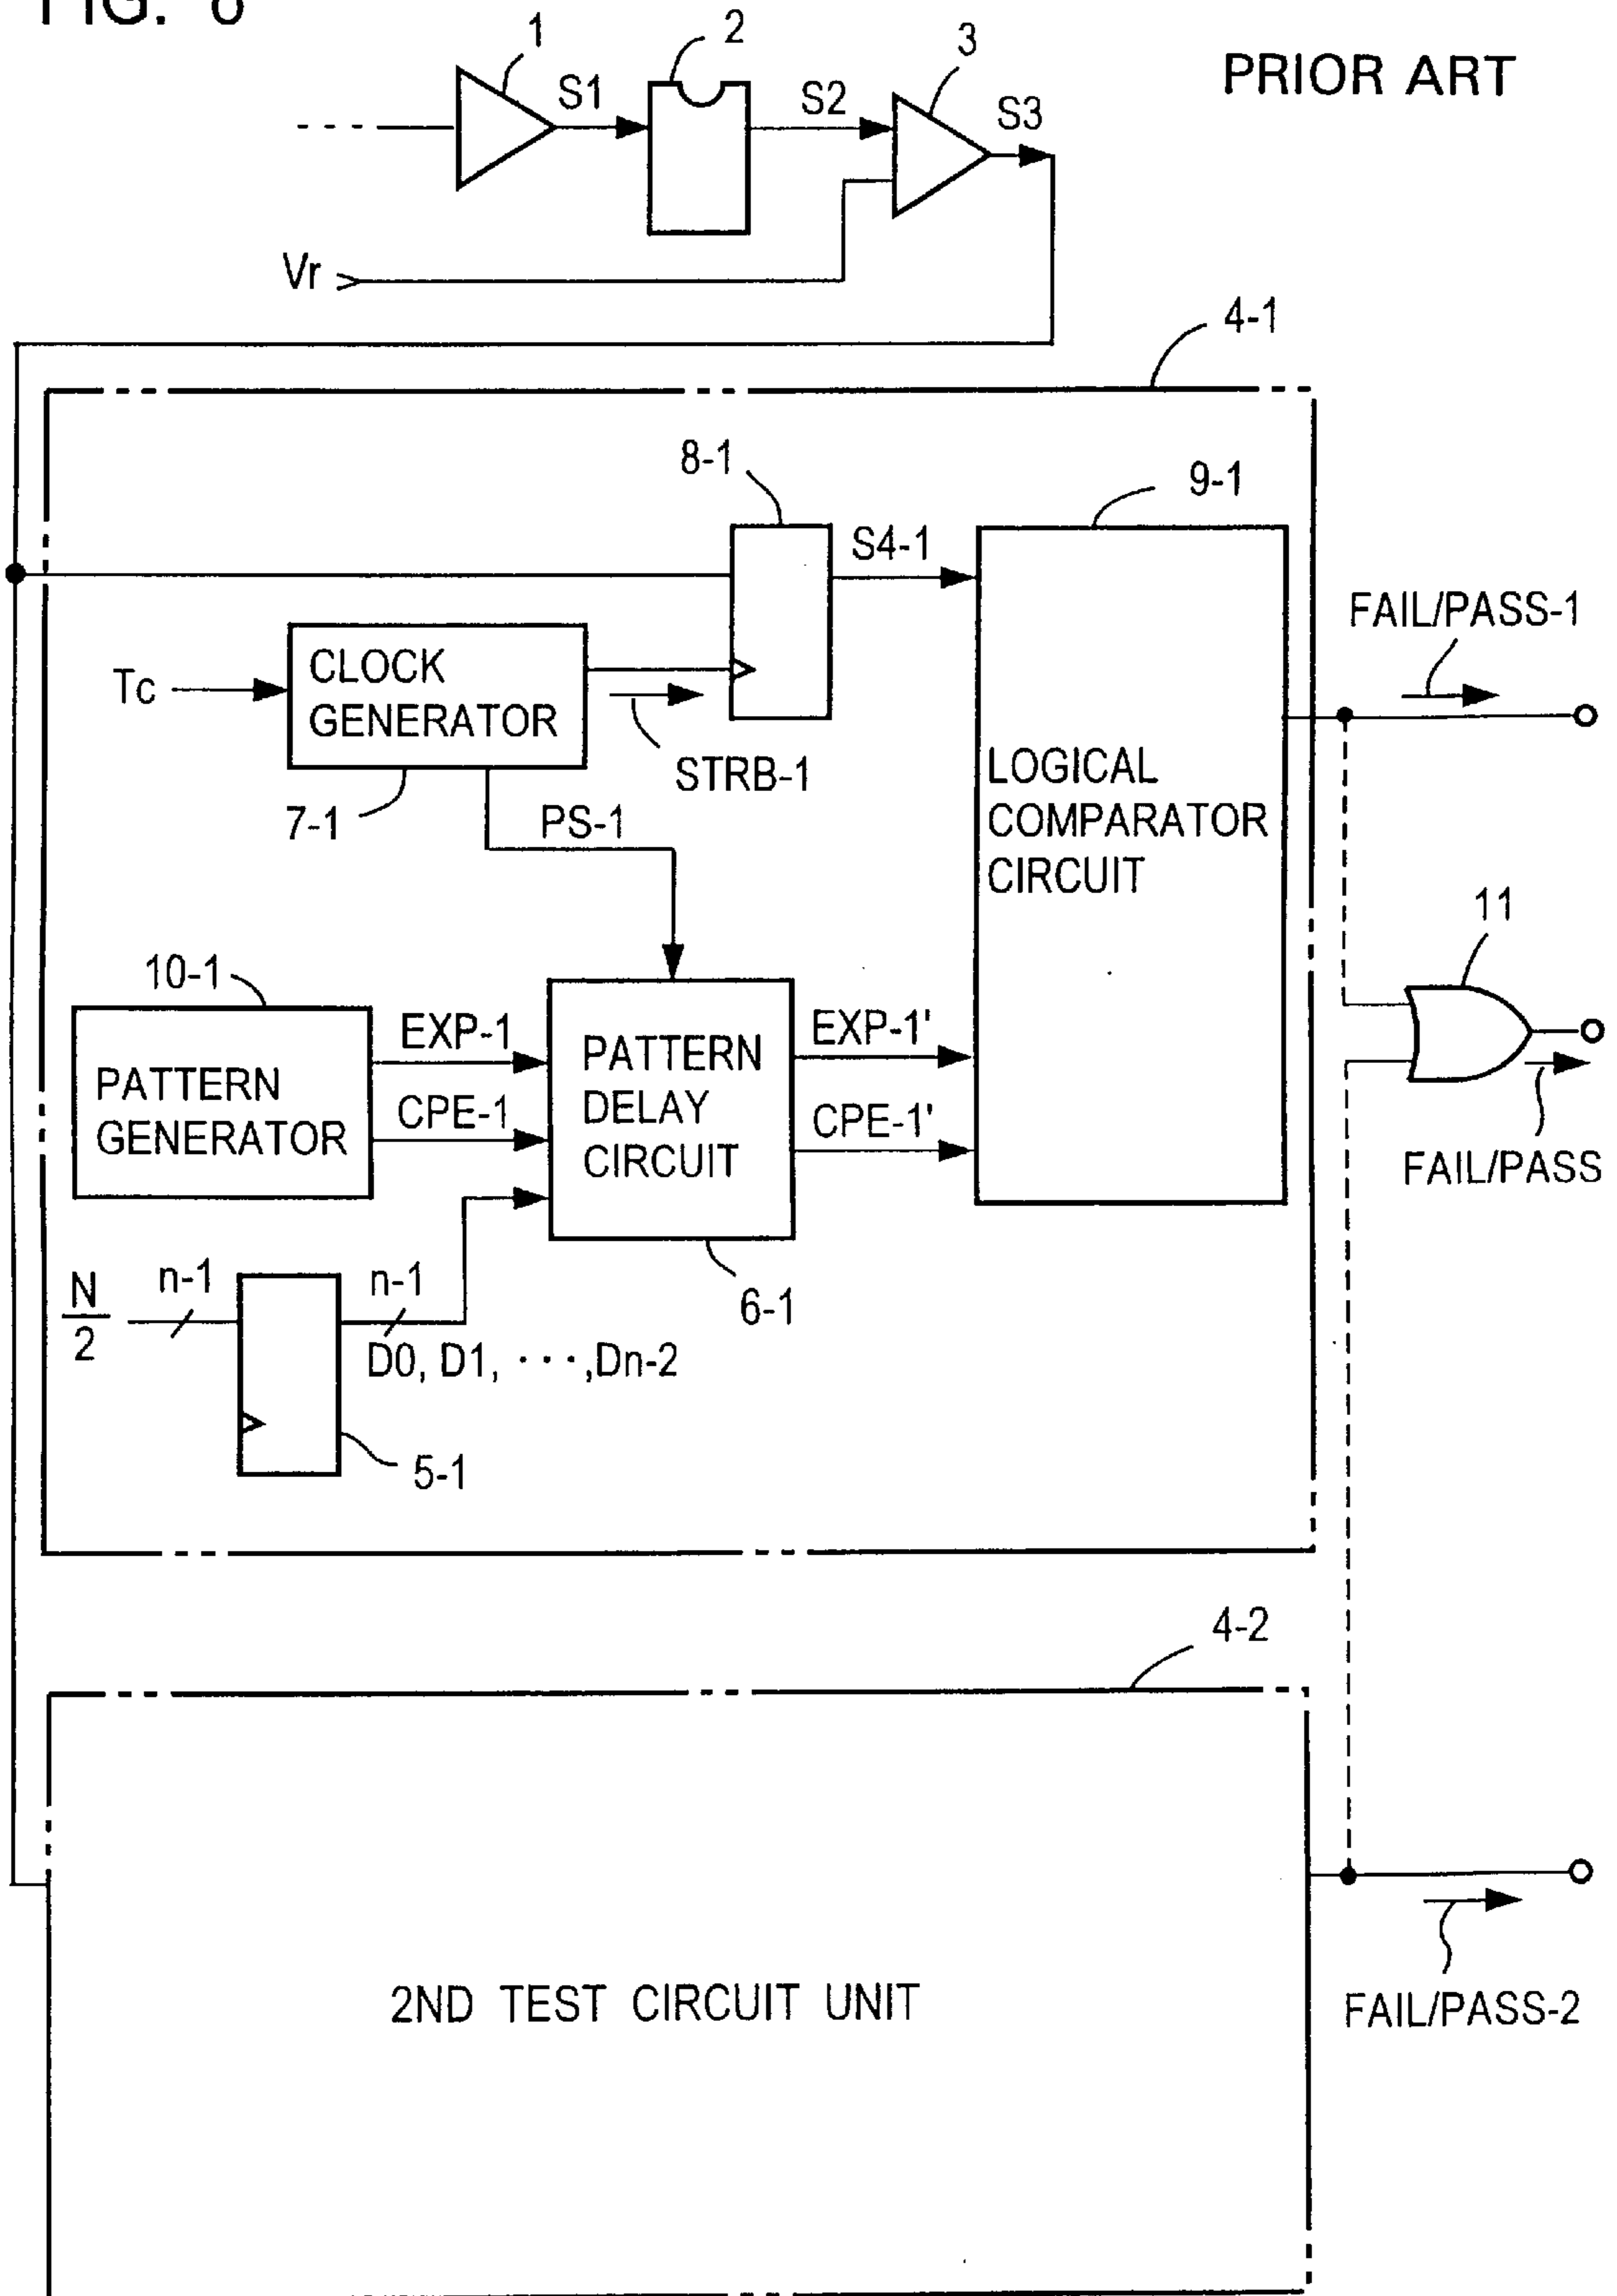 FIG. 6
PRIOR ART
1
2
3
S1
S2
S3
Vr
4-1
8-1
9-1
S4-1
FAIL/PASS-1
CLOCK
GENERATOR
Tc
STRB-1
7-1
PS-1
LOGICAL
COMPARATOR
CIRCUIT
11
10-1
EXP-1
EXP-1'
PATTERN
GENERATOR
CPE-1
PATTERN
DELAY
CIRCUIT
CPE-1'
FAIL/PASS
N
2
n-1
n-1
D0, D1, ···,Dn-2
6-1
5-1
4-2
2ND TEST CIRCUIT UNIT
FAIL/PASS-2